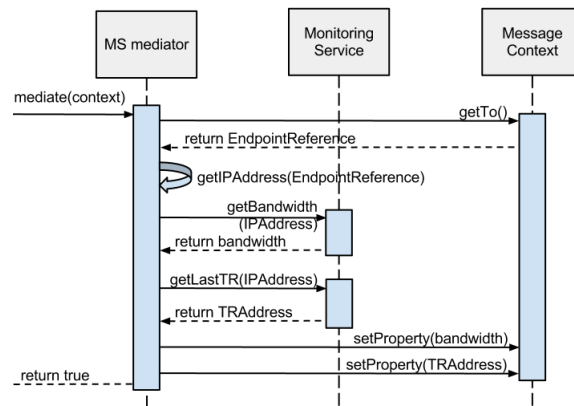 MS mediator
Monitoring
Service
Message
Context
mediate(context)
getTo()
return EndpointReference
getIPAddress(EndpointReference)
getBandwidth
(IPAddress)
return bandwidth
getLastTR(IPAddress)
return TRAddress
setProperty(bandwidth)
setProperty(TRAddress)
return true